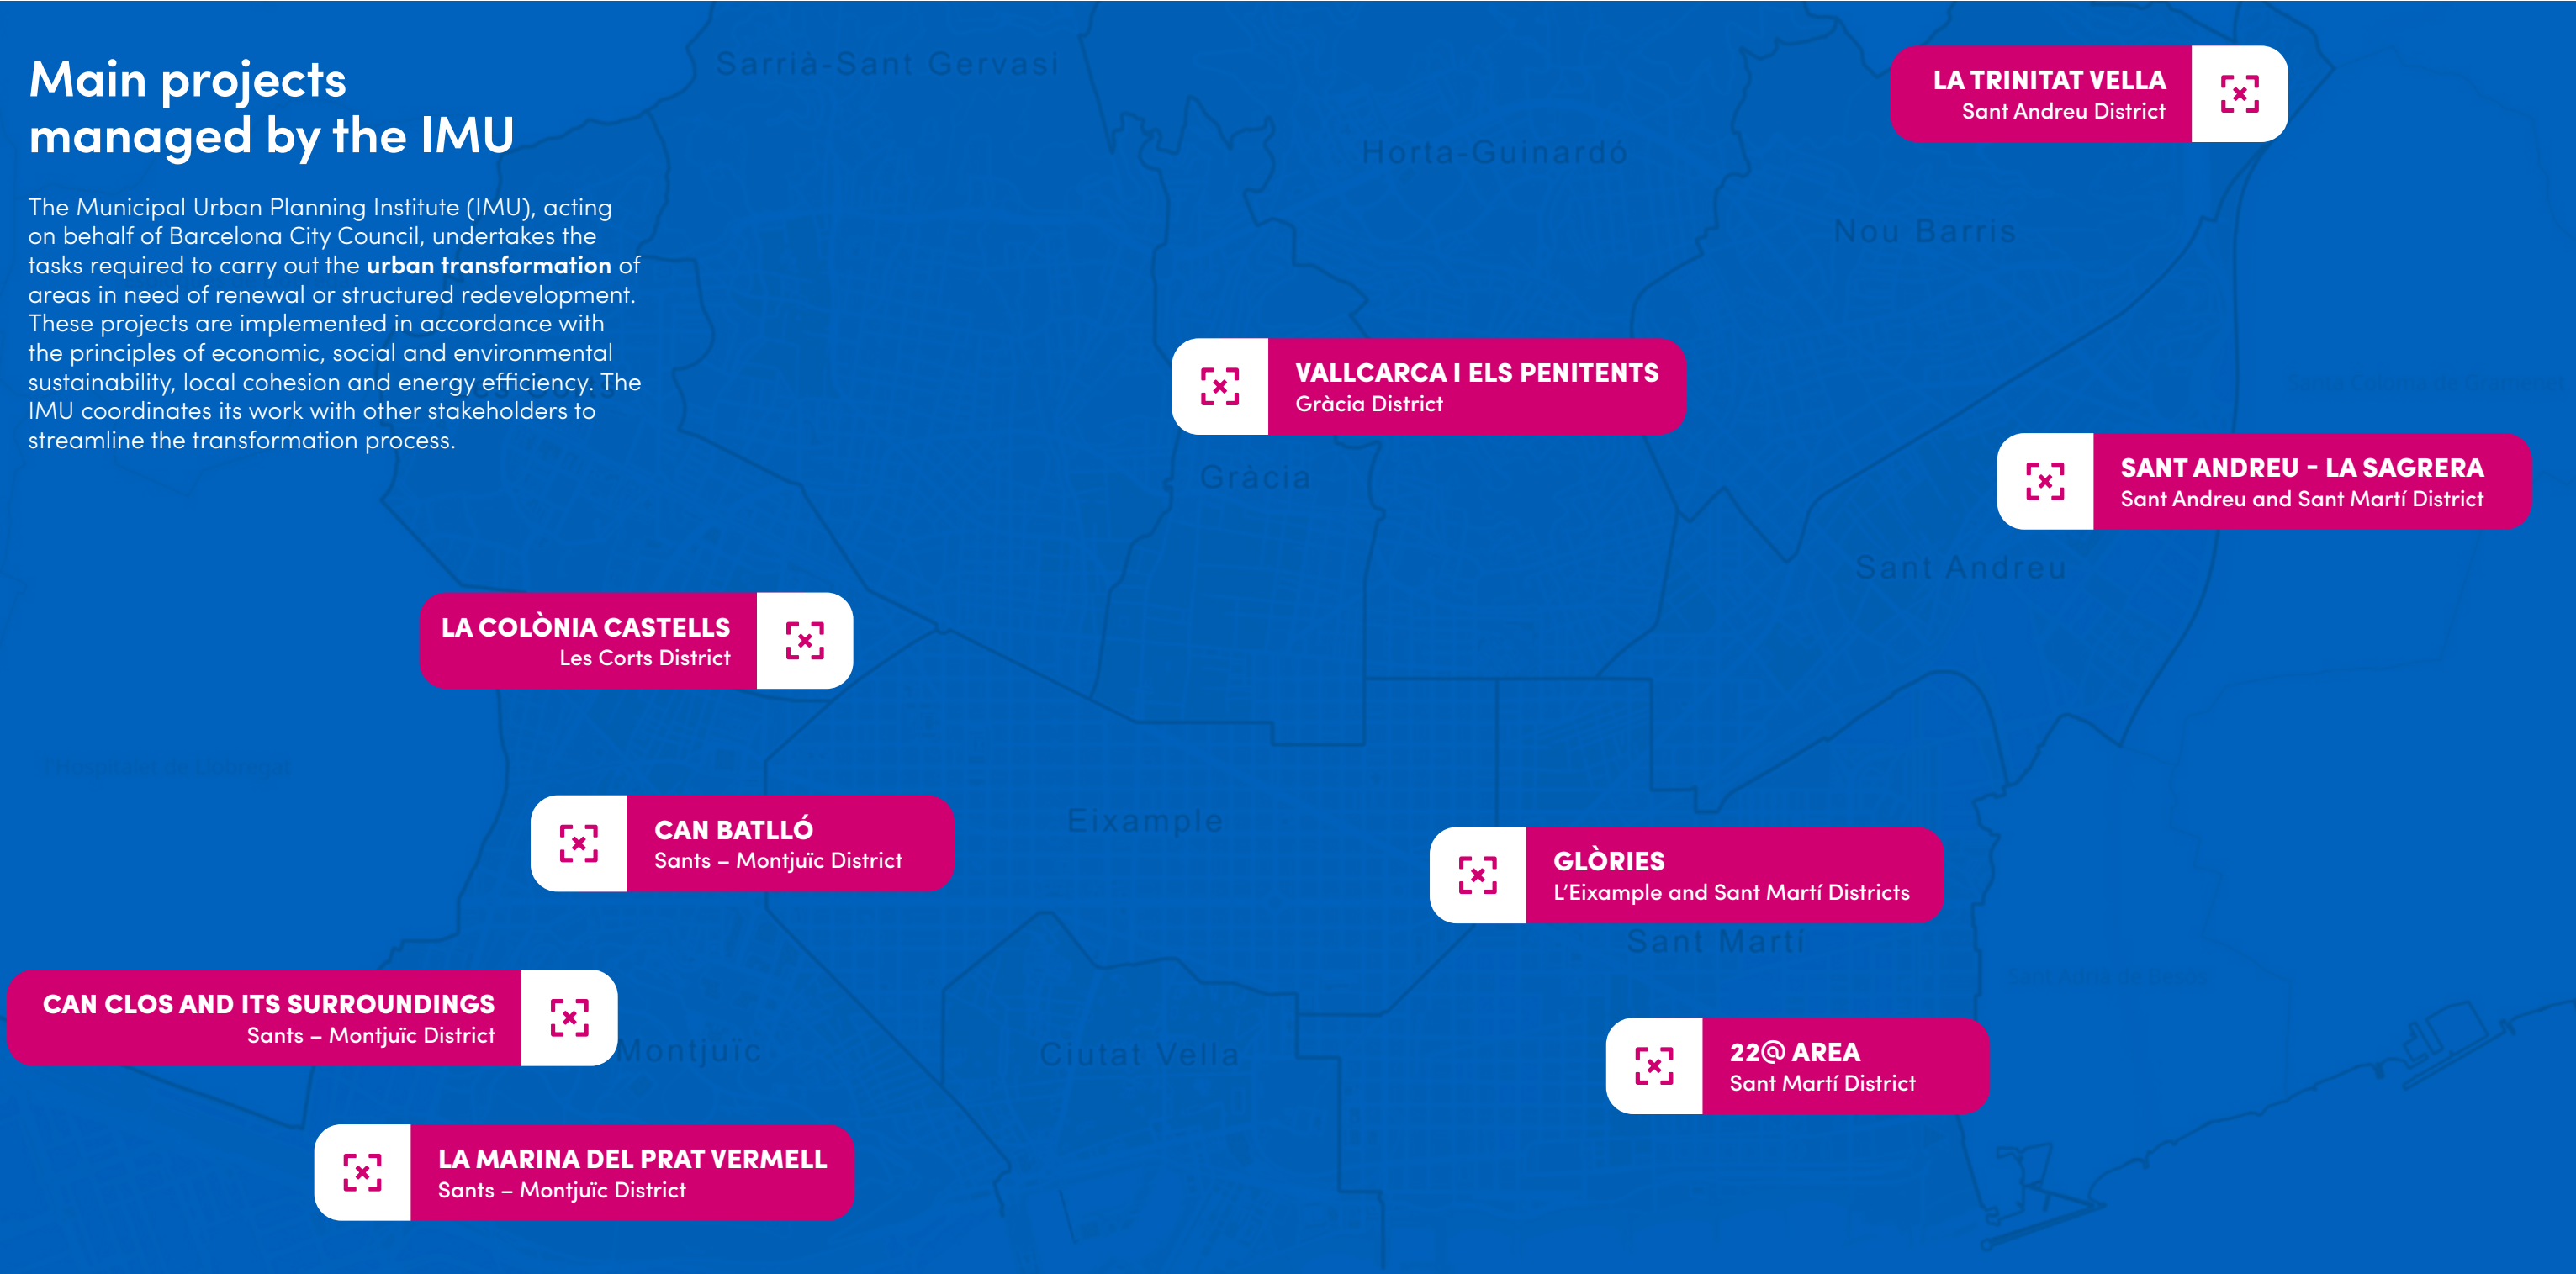 Main projects
managed by the IMU
The Municipal Urban Planning Institute (IMU), acting
on behalf of Barcelona City Council, undertakes the
tasks required to carry out the urban transformation of
areas in need of renewal or structured redevelopment.
These projects are implemented in accordance with
the principles of economic, social and environmental
sustainability, local cohesion and energy efficiency. The
IMU coordinates its work with other stakeholders to
streamline the transformation process.
Sarrià-Sant Gervasi
LA TRINITAT VELLA
Sant Andreu District
Horta-Guinardó
Nou Barris
VALLCARCA I ELS PENITENTS
Gràcia District
Gràcia
SANT ANDREU - LA SAGRERA
Sant Andreu and Sant Martí District
Sant Andreu
LA COLÒNIA CASTELLS
Les Corts District
l'Hospitalet de Llobregat
CAN BATLLÓ
Sants – Montjuïc District
Eixample
GLÒRIES
L'Eixample and Sant Martí Districts
Sant Martí
Sant Adrià de Besòs
CAN CLOS AND ITS SURROUNDINGS
Sants – Montjuïc District
Montjuïc
Ciutat Vella
22@ AREA
Sant Martí District
LA MARINA DEL PRAT VERMELL
Sants – Montjuïc District